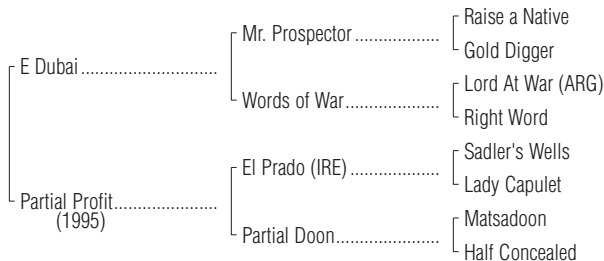 Raise a Native
Mr. Prospector ..................
Gold Digger
E Dubai .............................
Lord At War (ARG)
Words of War....................
Right Word
Sadler's Wells
El Prado (IRE) ...................
Lady Capulet
Partial Profit......................
(1995)
Matsadoon
Partial Doon......................
Half Concealed